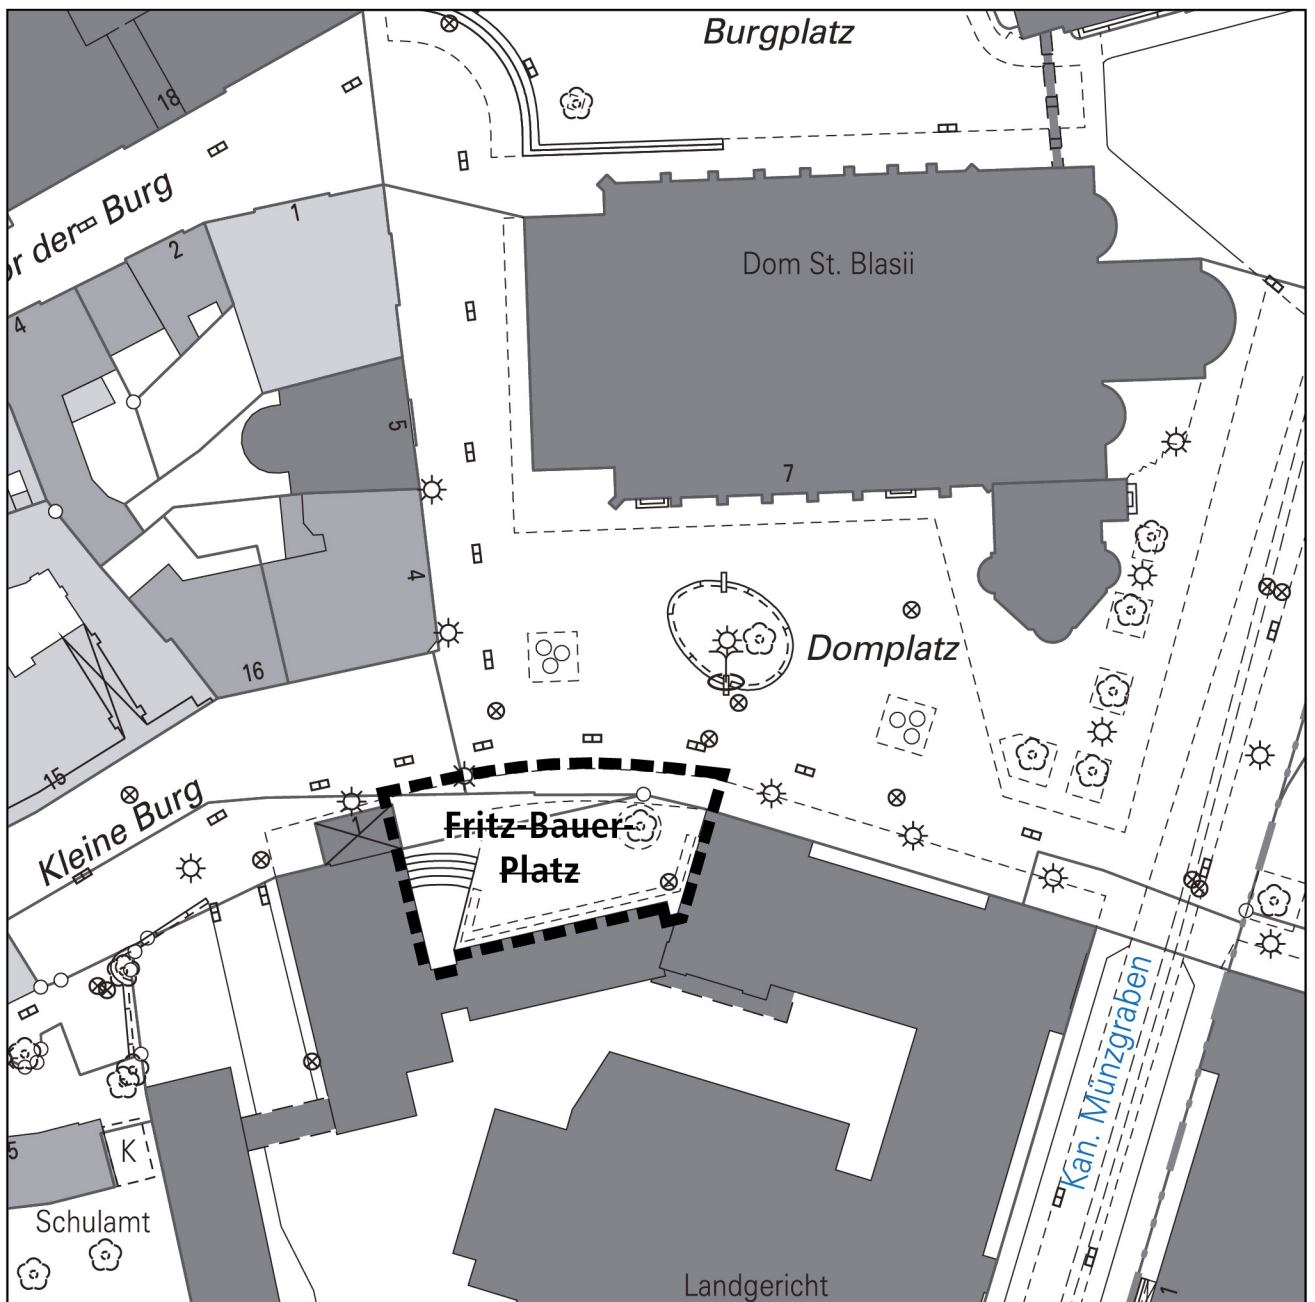 Burgplatz
18
or der Burg
1
2
4
Dom St. Blasii
5
7
4
Domplatz
16
15
Kleine Burg
1
Fritz-Bauer-
Platz
Kan. Münzgraben
5
K
Schulamt
Landgericht
1